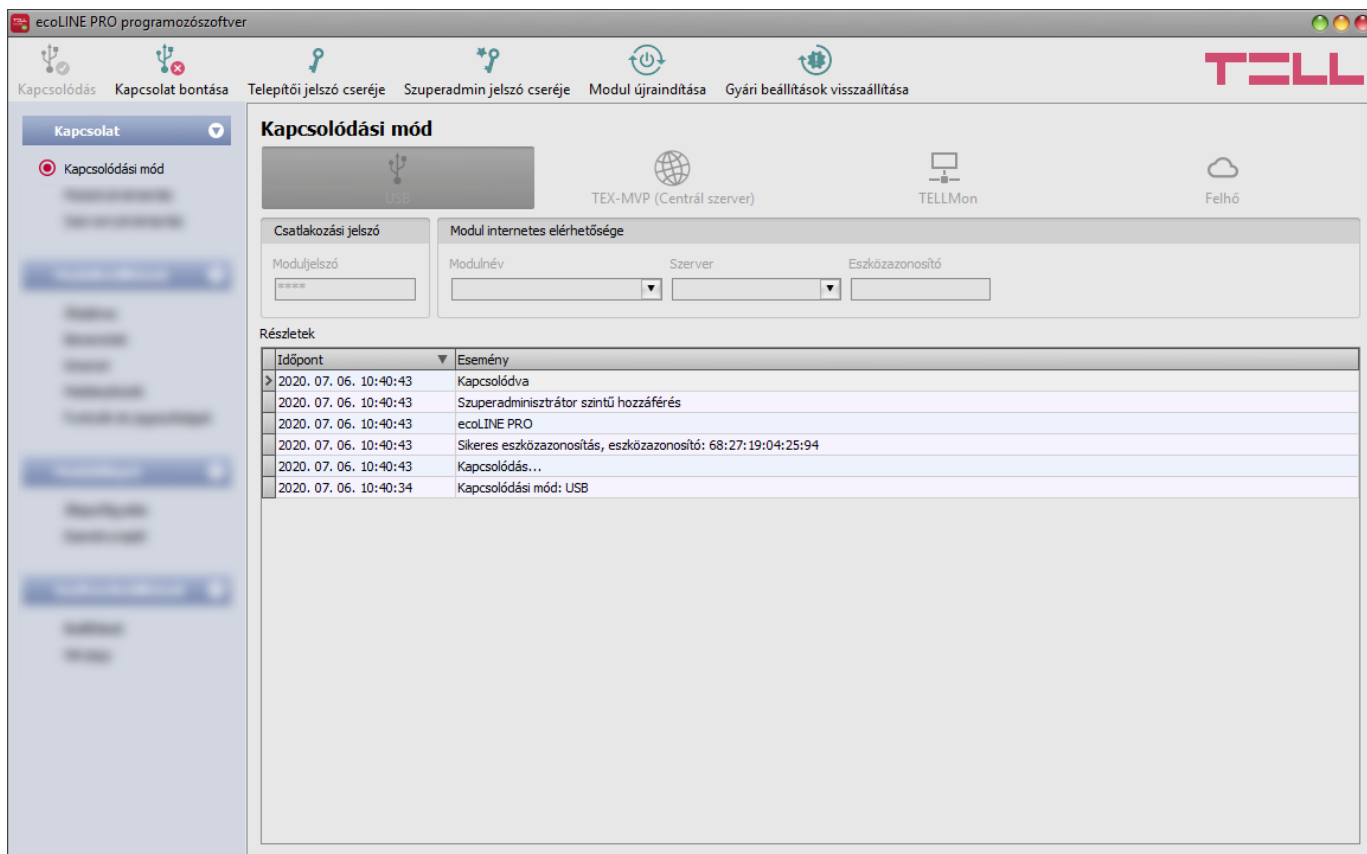 ecoLINE PRO programozószoftver
Kapcsolódás Kapcsolat bontása Telepítői jelszó cseréje Szuperadmin jelszó cseréje Modul újraindítása Gyári beállítások visszaállítása
TELL
Kapcsolat
Kapcsolódási mód
Kapcsolódási mód
USB TEX-MVP (Centrál szerver) TELLMon Felhő
Csatlakozási jelszó Modul internetes elérhetősége
Moduljelszó Modulnév Szerver Eszközazonosító
****
Részletek
Időpont Esemény
2020. 07. 06. 10:40:43 Kapcsolódva
2020. 07. 06. 10:40:43 Szuperadminisztrátor szintű hozzáférés
2020. 07. 06. 10:40:43 ecoLINE PRO
2020. 07. 06. 10:40:43 Sikeres eszközazonosítás, eszközazonosító: 68:27:19:04:25:94
2020. 07. 06. 10:40:43 Kapcsolódás...
2020. 07. 06. 10:40:34 Kapcsolódási mód: USB